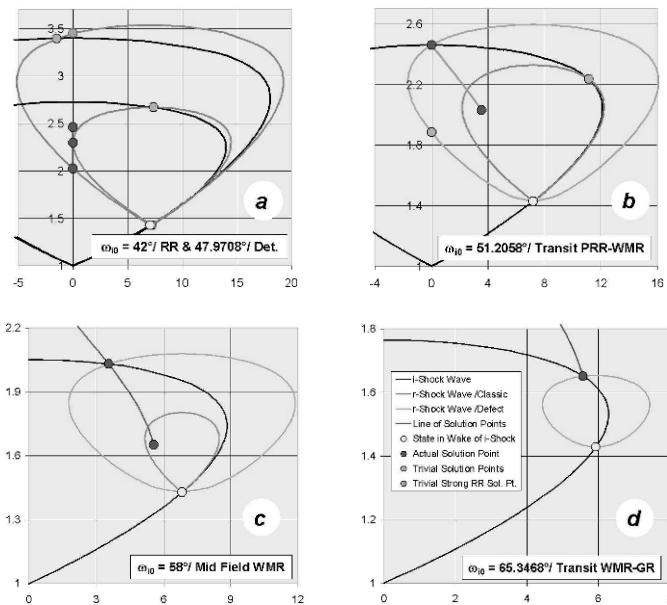 3.5
3
2.5
2
1.5
1
-5
0
5
10
15
20
a
ω i0 = 42°/ RR & 47.9708°/ Det.
2.6
2.2
1.8
1.4
1
-4
0
4
8
12
16
b
ω i0 = 51.2058°/ Transit PRR-WMR
2.2
1.9
1.6
1.3
1
0
3
6
9
12
c
ω i0 = 58°/ Mid Field WMR
1.8
1.6
1.4
1.2
1
0
2
4
6
8
i-Shock Wave
r-Shock Wave /Classic
r-Shock Wave /Defect
Line of Solution Points
State in Wake of i-Shock
Actual Solution Point
Trivial Solution Points
Trivial Strong RR Sol. Pt.
d
ω i0 = 65.3468°/ Transit WMR-GR